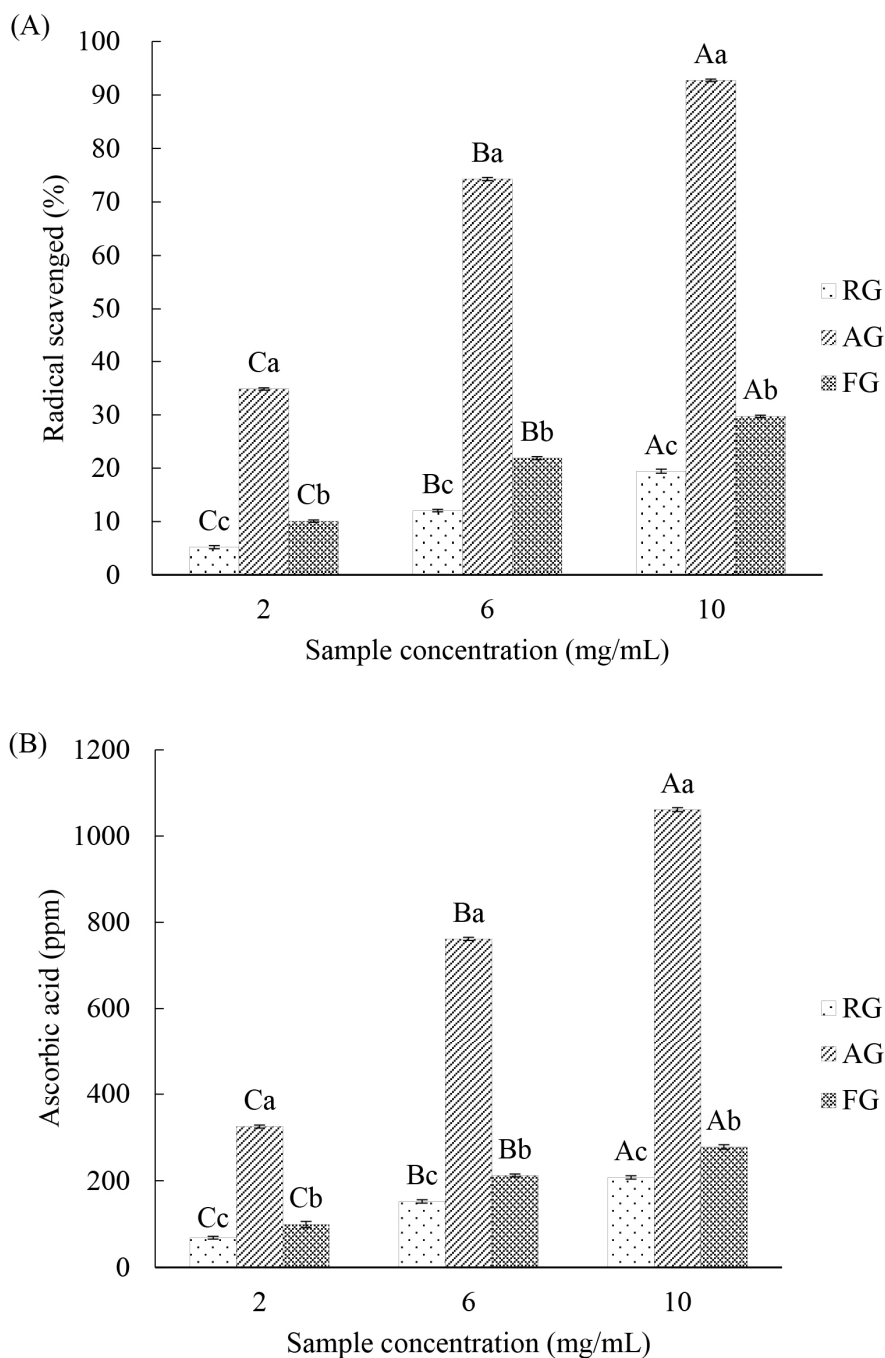 (A)
100
90
80
70
60
50
40
30
20
10
0
Radical scavenged (%)
Cc
Ca
Cb
Bc
Ba
Bb
Ac
Aa
Ab
RG
AG
FG
2
6
10
Sample concentration (mg/mL)
(B)
1200
1000
800
600
400
200
0
Ascorbic acid (ppm)
Cc
Ca
Cb
Bc
Ba
Bb
Ac
Aa
Ab
RG
AG
FG
2
6
10
Sample concentration (mg/mL)